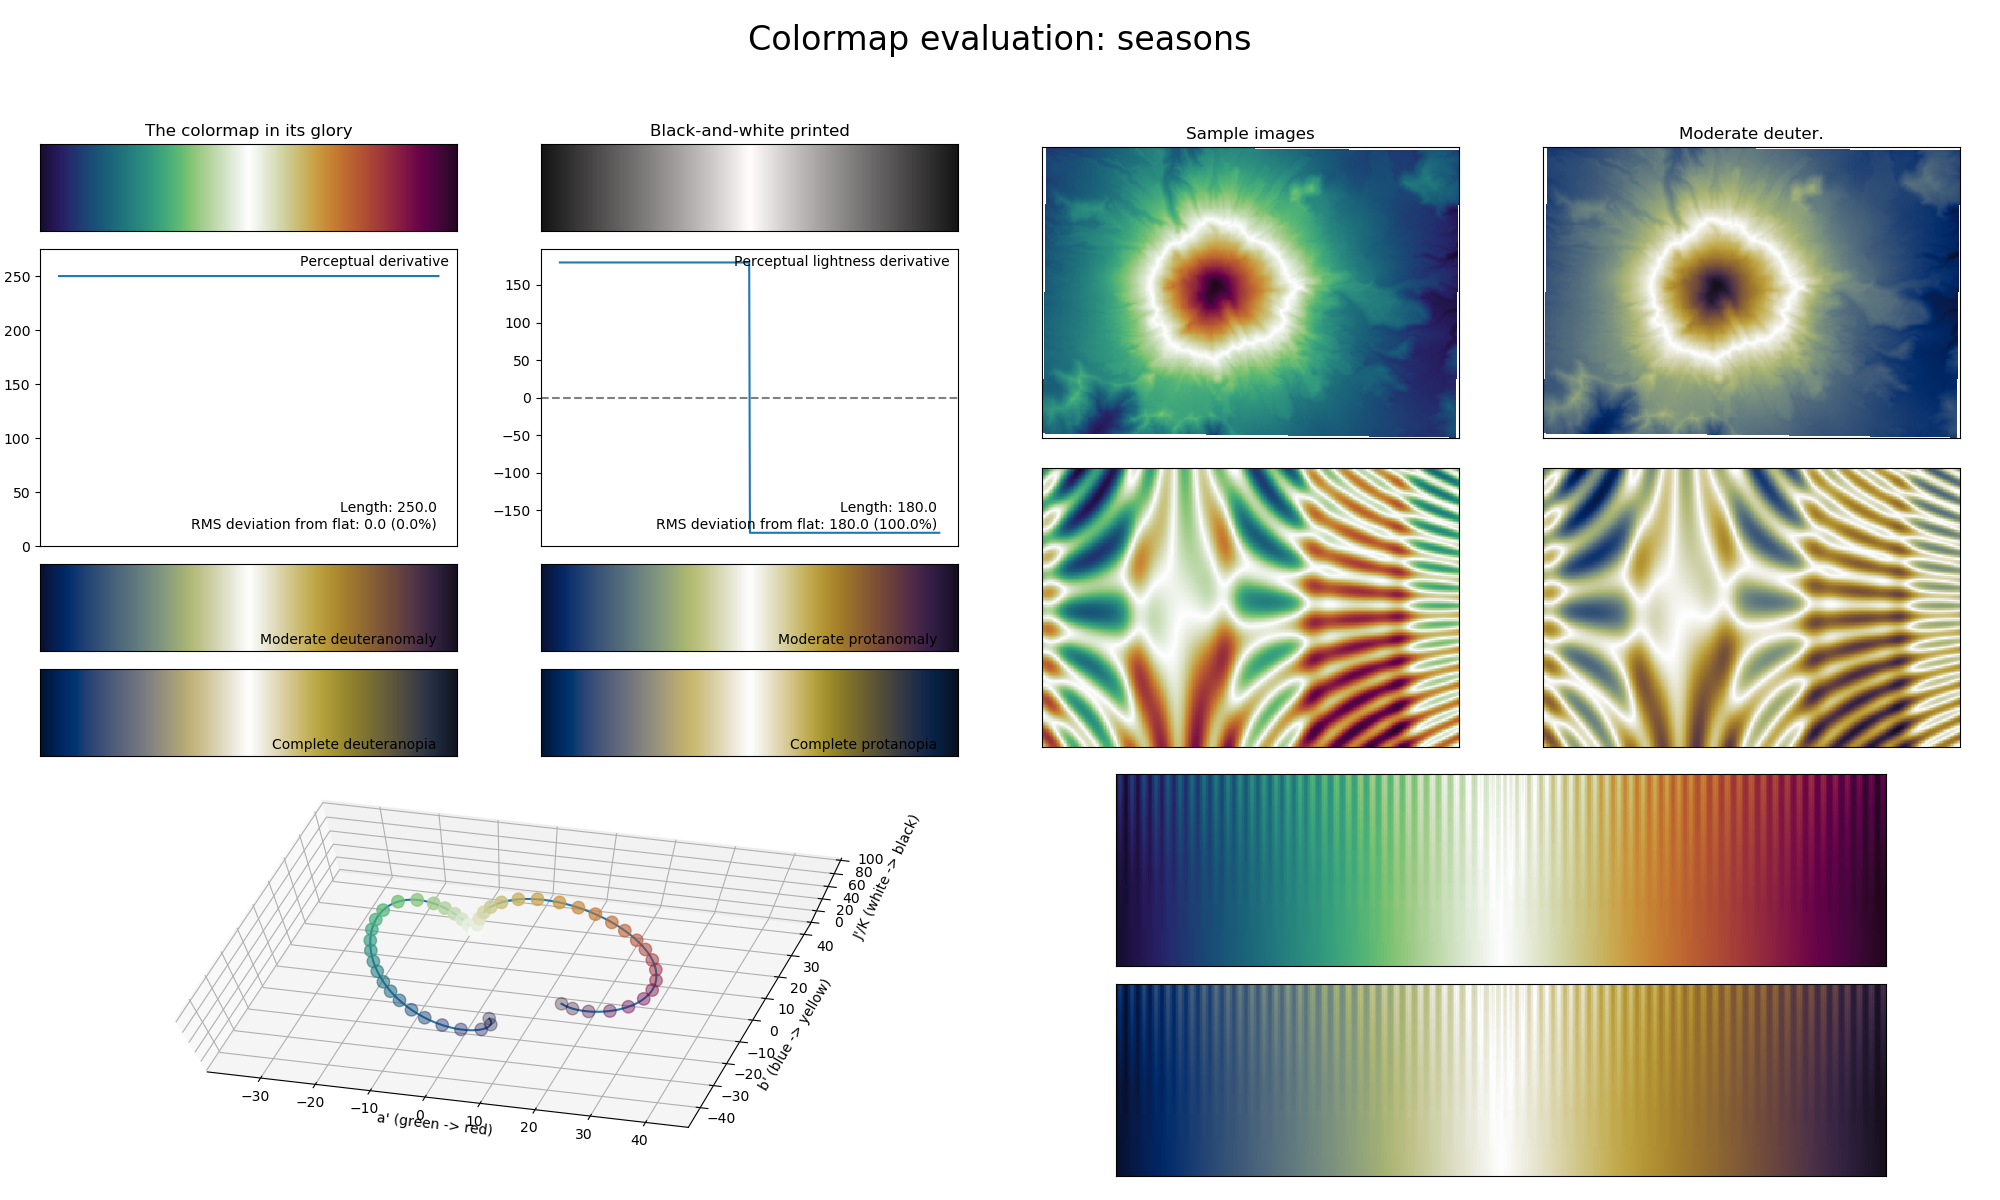 Colormap evaluation: seasons
The colormap in its glory
Black-and-white printed
Sample images
Moderate deuter.
Perceptual derivative
250
200
150
100
50
0
Length: 250.0
RMS deviation from flat: 0.0 (0.0%)
Perceptual lightness derivative
150
100
50
0
−50
−100
−150
Length: 180.0
RMS deviation from flat: 180.0 (100.0%)
Moderate deuteranomaly
Moderate protanomaly
Complete deuteranopia
Complete protanopia
100
80
60
40
20
0
J'/K (white -> black)
40
30
20
10
0
−10
−20
−30
−40
b' (blue -> yellow)
−30
−20
−10
0
10
20
30
40
a' (green -> red)